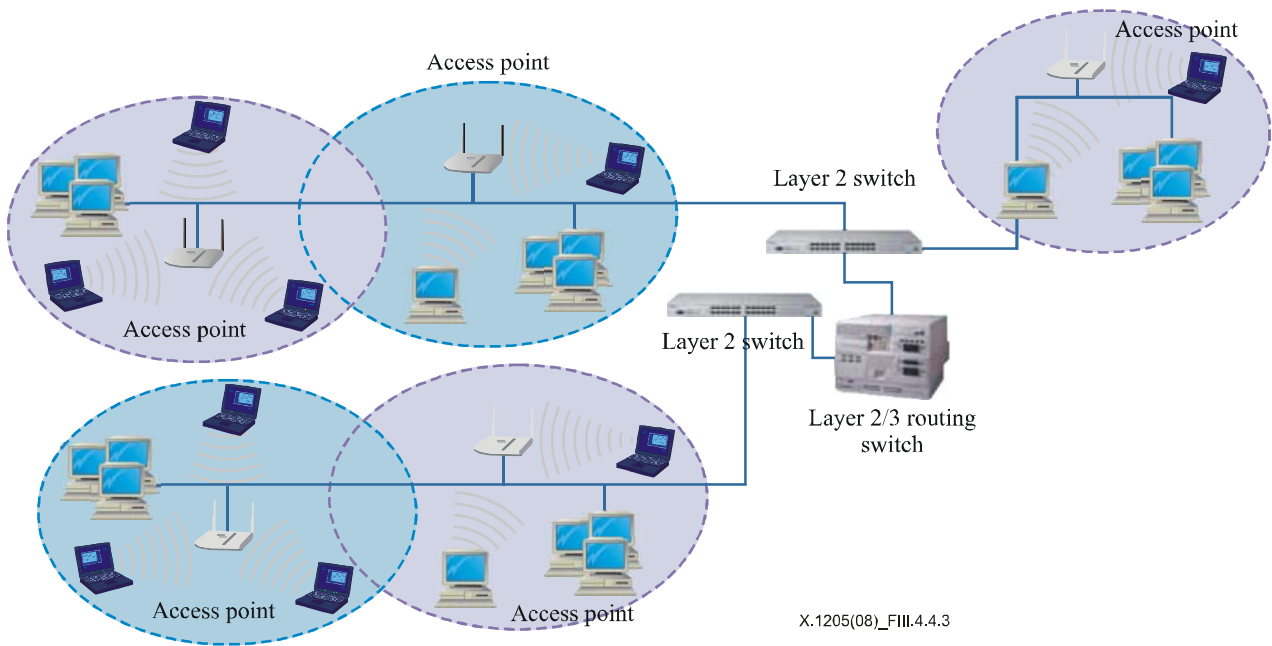 Access point
Access point
Layer 2 switch
Access point
Layer 2 switch
Layer 2/3 routing
switch
Access point
Access point
X.1205(08)_FIII.4.4.3